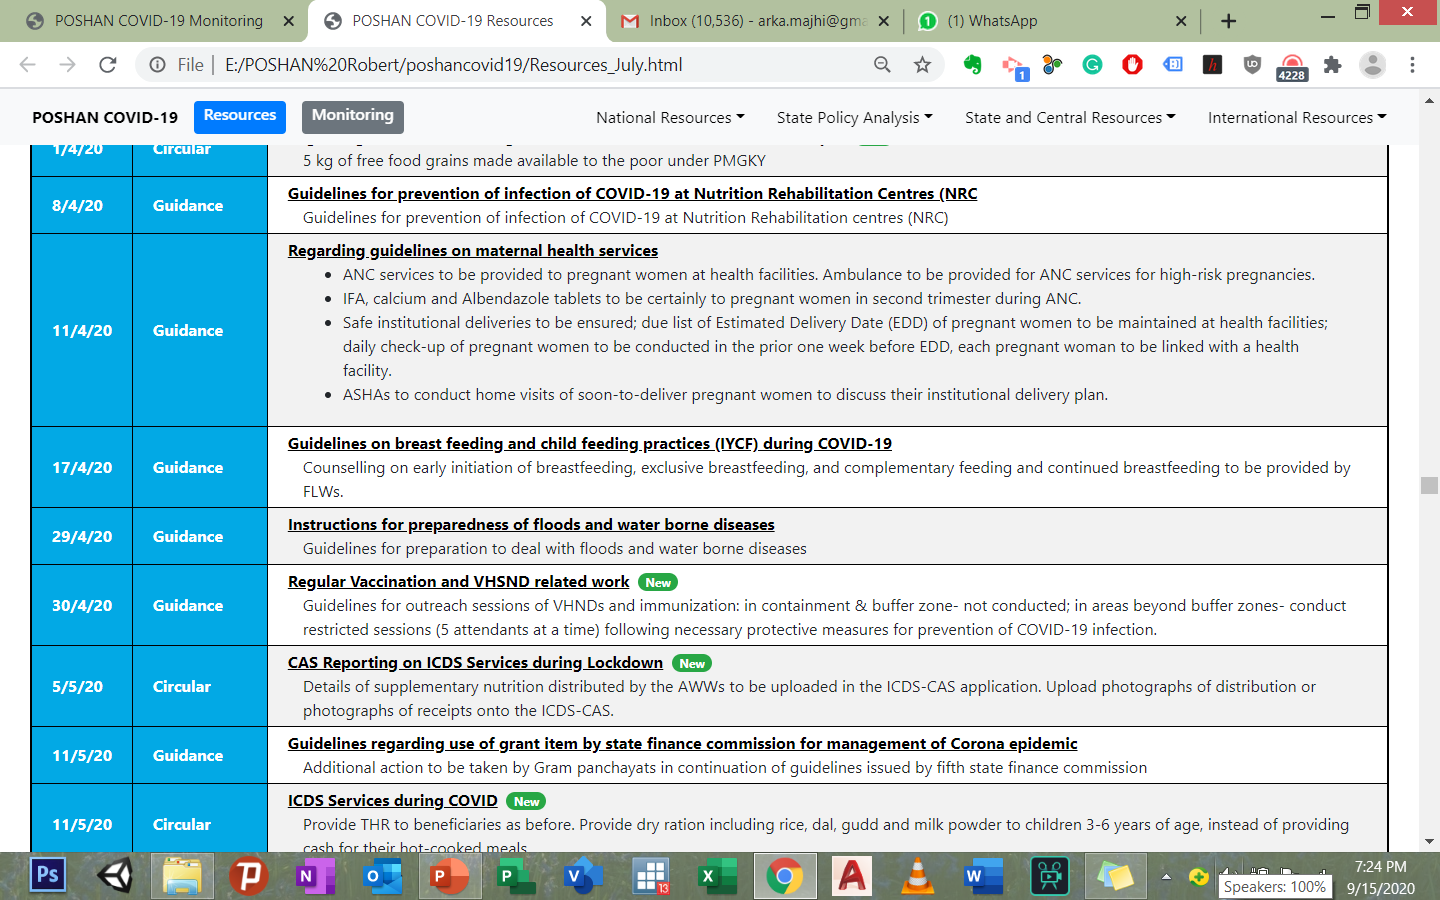 POSHAN COVID-19 Monitoring
POSHAN COVID-19 Resources
Inbox (10,536) - arka.majhi@gma
(1) WhatsApp
File
E:/POSHAN%20Robert/poshancovid19/Resources_July.html
1
4228
POSHAN COVID-19
Resources
Monitoring
National Resources
State Policy Analysis
State and Central Resources
International Resources
1/4/20
Circular
5 kg of free food grains made available to the poor under PMGKY
8/4/20
Guidance
Guidelines for prevention of infection of COVID-19 at Nutrition Rehabilitation Centres (NRC
Guidelines for prevention of infection of COVID-19 at Nutrition Rehabilitation centres (NRC)
11/4/20
Guidance
Regarding guidelines on maternal health services
• ANC services to be provided to pregnant women at health facilities. Ambulance to be provided for ANC services for high-risk pregnancies.
• IFA, calcium and Albendazole tablets to be certainly to pregnant women in second trimester during ANC.
• Safe institutional deliveries to be ensured; due list of Estimated Delivery Date (EDD) of pregnant women to be maintained at health facilities;
daily check-up of pregnant women to be conducted in the prior one week before EDD, each pregnant woman to be linked with a health
facility.
• ASHAs to conduct home visits of soon-to-deliver pregnant women to discuss their institutional delivery plan.
17/4/20
Guidance
Guidelines on breast feeding and child feeding practices (IYCF) during COVID-19
Counselling on early initiation of breastfeeding, exclusive breastfeeding, and complementary feeding and continued breastfeeding to be provided by
FLWs.
29/4/20
Guidance
Instructions for preparedness of floods and water borne diseases
Guidelines for preparation to deal with floods and water borne diseases
30/4/20
Guidance
Regular Vaccination and VHSND related work New
Guidelines for outreach sessions of VHNDs and immunization: in containment & buffer zone- not conducted; in areas beyond buffer zones- conduct
restricted sessions (5 attendants at a time) following necessary protective measures for prevention of COVID-19 infection.
5/5/20
Circular
CAS Reporting on ICDS Services during Lockdown New
Details of supplementary nutrition distributed by the AWWs to be uploaded in the ICDS-CAS application. Upload photographs of distribution or
photographs of receipts onto the ICDS-CAS.
11/5/20
Guidance
Guidelines regarding use of grant item by state finance commission for management of Corona epidemic
Additional action to be taken by Gram panchayats in continuation of guidelines issued by fifth state finance commission
11/5/20
Circular
ICDS Services during COVID New
Provide THR to beneficiaries as before. Provide dry ration including rice, dal, gudd and milk powder to children 3-6 years of age, instead of providing
cash for their hot-cooked meals
13
7:24 PM
Speakers: 100%
9/15/2020